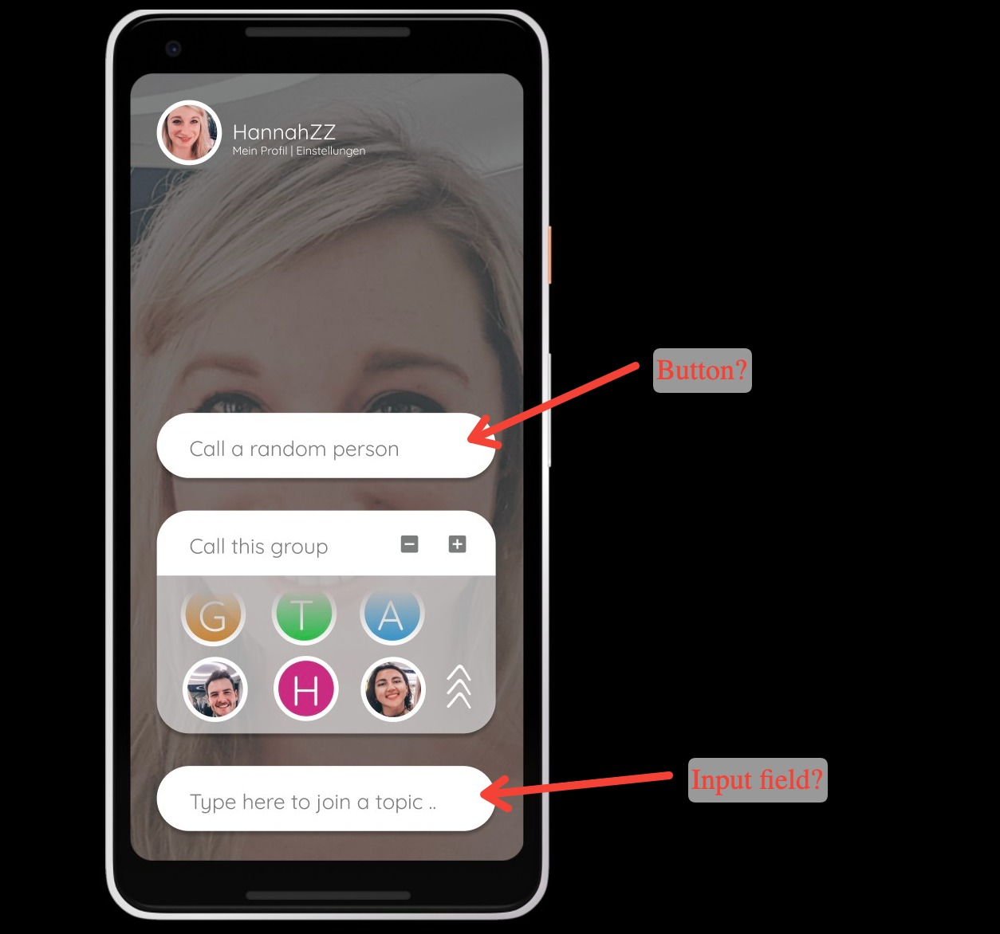 HannahZZ
Mein Profil | Einstellungen
Button?
Call a random person
Call this group
G T A
H
Input field?
Type here to join a topic ..